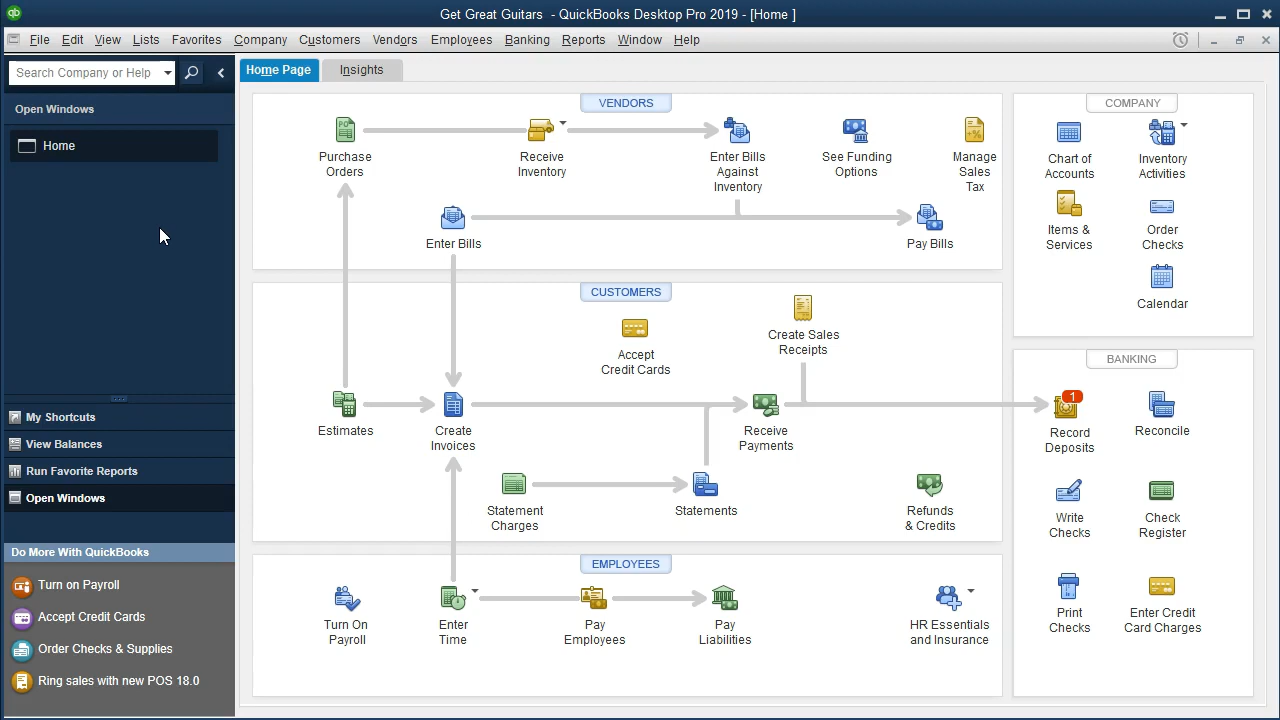 qb
Get Great Guitars - QuickBooks Desktop Pro 2019 - [Home ]
File Edit View Lists Favorites Company Customers Vendors Employees Banking Reports Window Help
Search Company or Help
Open Windows
Home
My Shortcuts
View Balances
Run Favorite Reports
Open Windows
Do More With QuickBooks
Turn on Payroll
Accept Credit Cards
Order Checks & Supplies
Ring sales with new POS 18.0
Home Page Insights
VENDORS
PO
Purchase
Orders
Receive
Inventory
Enter Bills
Against
Inventory
See Funding
Options
Manage
Sales
Tax
Enter Bills
Pay Bills
CUSTOMERS
Accept
Credit Cards
Create Sales
Receipts
Estimates
Create
Invoices
Receive
Payments
Statement
Charges
Statements
Refunds
& Credits
EMPLOYEES
Turn On
Payroll
Enter
Time
Pay
Employees
Pay
Liabilities
HR Essentials
and Insurance
COMPANY
Chart of
Accounts
Inventory
Activities
Items &
Services
Order
Checks
Calendar
BANKING
1
Record
Deposits
Reconcile
Write
Checks
Check
Register
Print
Checks
Enter Credit
Card Charges